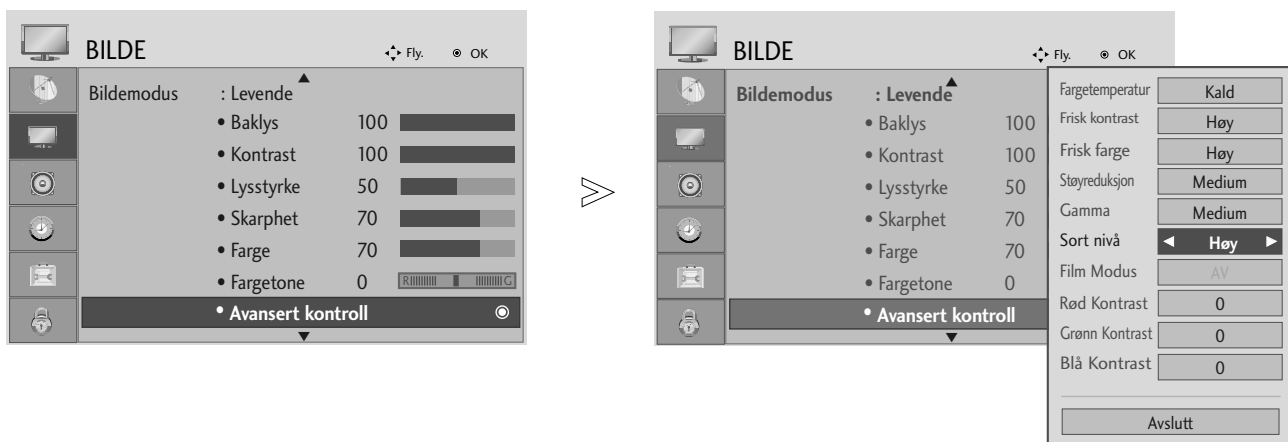 BILDE Fly. OK
Bildemodus : Levende
• Baklys 100
• Kontrast 100
• Lysstyrke 50
• Skarphet 70
• Farge 70
• Fargetone 0 R G
• Avansert kontroll
BILDE Fly. OK
Bildemodus : Levende
• Baklys 100
• Kontrast 100
• Lysstyrke 50
• Skarphet 70
• Farge 70
• Fargetone 0
• Avansert kontroll
Fargetemperatur Kald
Frisk kontrast Høy
Frisk farge Høy
Støyreduksjon Medium
Gamma Medium
Sort nivå Høy
Film Modus AV
Rød Kontrast 0
Grønn Kontrast 0
Blå Kontrast 0
Avslutt